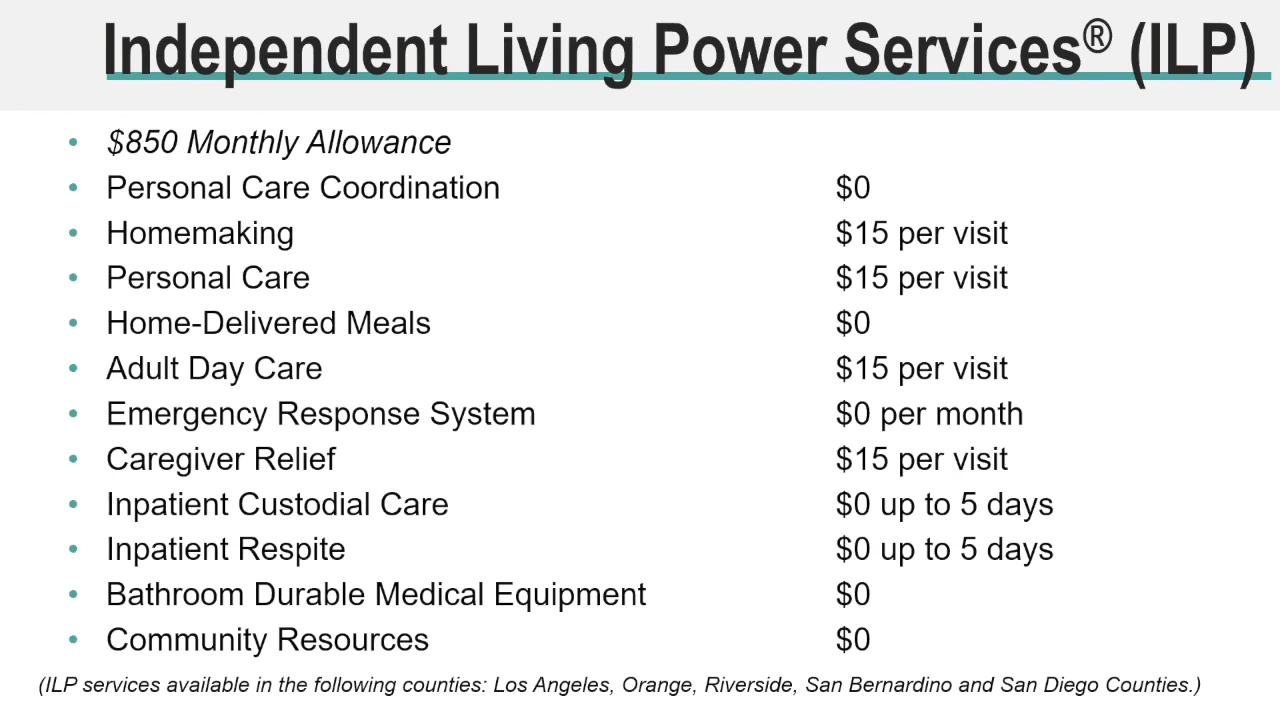 Independent Living Power Services® (ILP)
• $850 Monthly Allowance
• Personal Care Coordination $0
• Homemaking $15 per visit
• Personal Care $15 per visit
• Home-Delivered Meals $0
• Adult Day Care $15 per visit
• Emergency Response System $0 per month
• Caregiver Relief $15 per visit
• Inpatient Custodial Care $0 up to 5 days
• Inpatient Respite $0 up to 5 days
• Bathroom Durable Medical Equipment $0
• Community Resources $0
(ILP services available in the following counties: Los Angeles, Orange, Riverside, San Bernardino and San Diego Counties.)